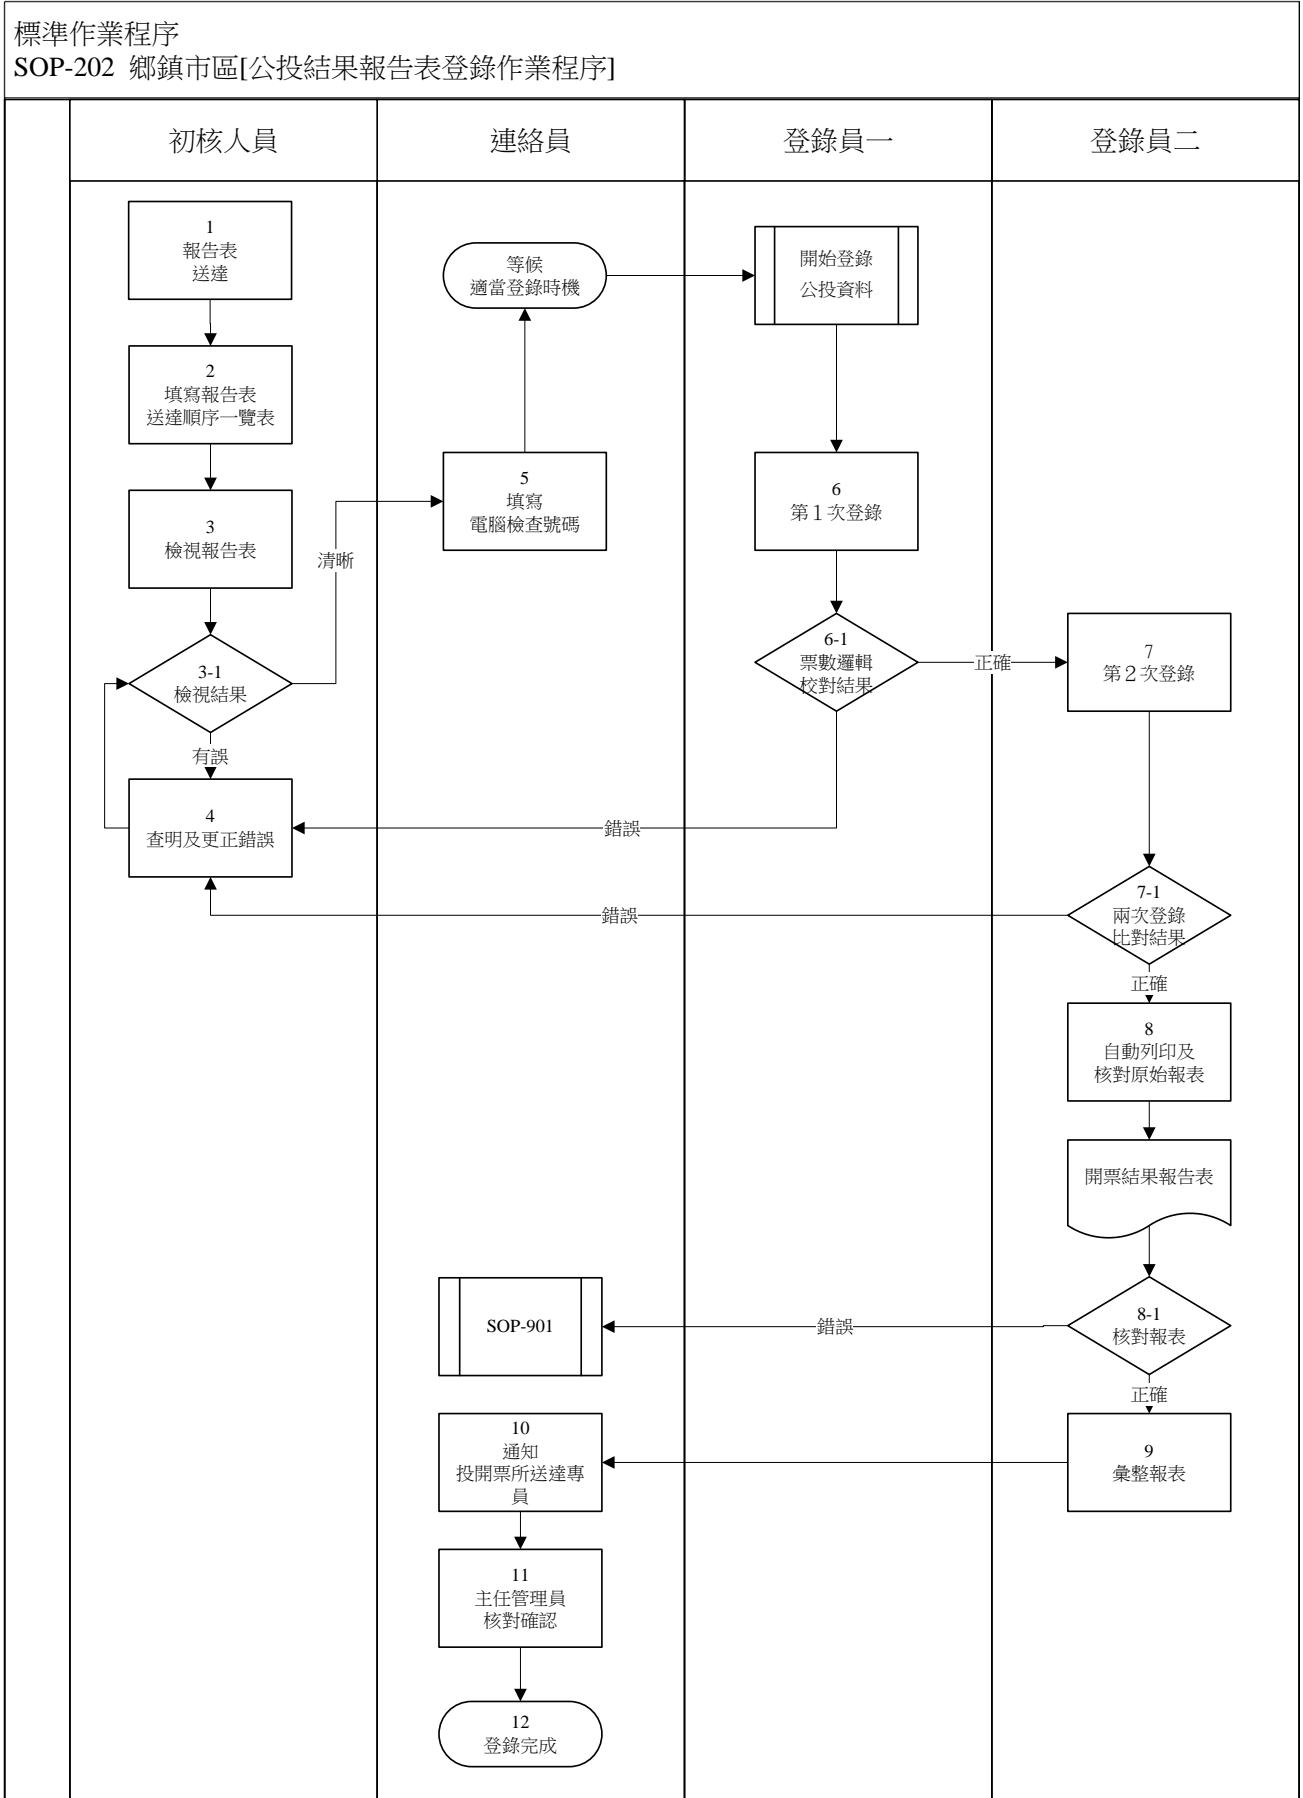 標準作業程序
SOP-202 鄉鎮市區[公投結果報告表登錄作業程序]
初核人員
連絡員
登錄員一
登錄員二
1
報告表
送達
2
填寫報告表
送達順序一覽表
3
檢視報告表
3-1
檢視結果
清晰
有誤
4
查明及更正錯誤
等候
適當登錄時機
5
填寫
電腦檢查號碼
開始登錄
公投資料
6
第１次登錄
6-1
票數邏輯
校對結果
正確
錯誤
7
第２次登錄
7-1
兩次登錄
比對結果
錯誤
正確
8
自動列印及
核對原始報表
開票結果報告表
8-1
核對報表
錯誤
SOP-901
正確
9
彙整報表
10
通知
投開票所送達專
員
11
主任管理員
核對確認
12
登錄完成